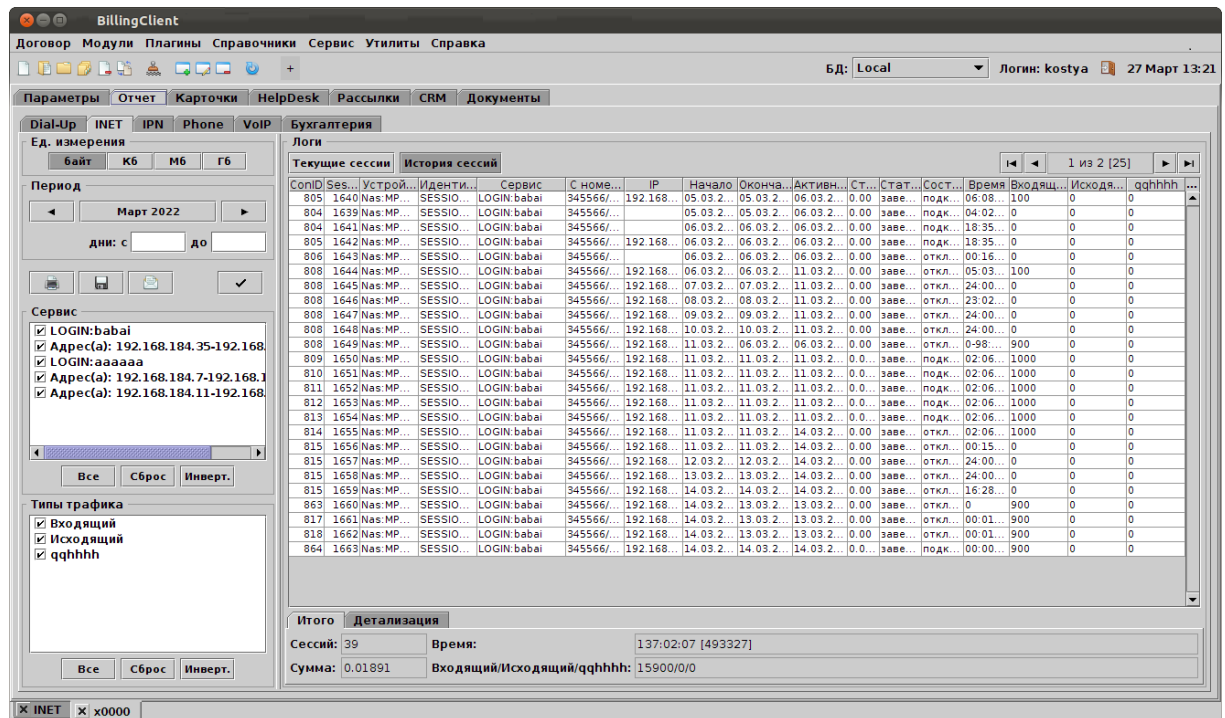 BillingClient
Договор Модули Плагины Справочники Сервис Утилиты Справка
+ БД: Local Логин: kostya 27 Март 13:21
Параметры Отчет Карточки HelpDesk Рассылки CRM Документы
Dial-Up INET IPN Phone VoIP Бухгалтерия
Ед. измерения
байт Кб Мб Гб
Период
Март 2022
дни: с до
Сервис
LOGIN:babai
Адрес(а): 192.168.184.35-192.168.
LOGIN:aaaaaa
Адрес(а): 192.168.184.7-192.168.1
Адрес(а): 192.168.184.11-192.168.
Все Сброс Инверт.
Типы трафика
Входящий
Исходящий
qqhhhh
Все Сброс Инверт.
Логи
Текущие сессии История сессий 1 из 2 [25]
ConID Ses... Устрой... Иденти... Сервис С номе... IP Начало Оконча... Активн... Ст... Стат... Сост... Время Входящ... Исходя... qqhhhh ...
805 1640 Nas:MP... SESSIO... LOGIN:babai 345566/... 192.168... 05.03.2... 05.03.2... 06.03.2... 0.00 заве... подк... 06:08... 100 0 0
804 1639 Nas:MP... SESSIO... LOGIN:babai 345566/... 05.03.2... 05.03.2... 06.03.2... 0.00 заве... подк... 04:02... 0 0 0
804 1641 Nas:MP... SESSIO... LOGIN:babai 345566/... 06.03.2... 06.03.2... 06.03.2... 0.00 заве... подк... 18:35... 0 0 0
805 1642 Nas:MP... SESSIO... LOGIN:babai 345566/... 192.168... 06.03.2... 06.03.2... 06.03.2... 0.00 заве... подк... 18:35... 0 0 0
806 1643 Nas:MP... SESSIO... LOGIN:babai 345566/... 06.03.2... 06.03.2... 06.03.2... 0.00 заве... откл... 00:16... 0 0 0
808 1644 Nas:MP... SESSIO... LOGIN:babai 345566/... 192.168... 06.03.2... 06.03.2... 11.03.2... 0.00 заве... откл... 05:03... 100 0 0
808 1645 Nas:MP... SESSIO... LOGIN:babai 345566/... 192.168... 07.03.2... 07.03.2... 11.03.2... 0.00 заве... откл... 24:00... 0 0 0
808 1646 Nas:MP... SESSIO... LOGIN:babai 345566/... 192.168... 08.03.2... 08.03.2... 11.03.2... 0.00 заве... откл... 23:02... 0 0 0
808 1647 Nas:MP... SESSIO... LOGIN:babai 345566/... 192.168... 09.03.2... 09.03.2... 11.03.2... 0.00 заве... откл... 24:00... 0 0 0
808 1648 Nas:MP... SESSIO... LOGIN:babai 345566/... 192.168... 10.03.2... 10.03.2... 11.03.2... 0.00 заве... откл... 24:00... 0 0 0
808 1649 Nas:MP... SESSIO... LOGIN:babai 345566/... 192.168... 11.03.2... 06.03.2... 06.03.2... 0.00 заве... откл... 0-98:... 900 0 0
809 1650 Nas:MP... SESSIO... LOGIN:babai 345566/... 192.168... 11.03.2... 11.03.2... 11.03.2... 0.0... заве... подк... 02:06... 1000 0 0
810 1651 Nas:MP... SESSIO... LOGIN:babai 345566/... 192.168... 11.03.2... 11.03.2... 11.03.2... 0.0... заве... подк... 02:06... 1000 0 0
811 1652 Nas:MP... SESSIO... LOGIN:babai 345566/... 192.168... 11.03.2... 11.03.2... 11.03.2... 0.0... заве... подк... 02:06... 1000 0 0
812 1653 Nas:MP... SESSIO... LOGIN:babai 345566/... 192.168... 11.03.2... 11.03.2... 11.03.2... 0.0... заве... подк... 02:06... 1000 0 0
813 1654 Nas:MP... SESSIO... LOGIN:babai 345566/... 192.168... 11.03.2... 11.03.2... 11.03.2... 0.0... заве... подк... 02:06... 1000 0 0
814 1655 Nas:MP... SESSIO... LOGIN:babai 345566/... 192.168... 11.03.2... 11.03.2... 14.03.2... 0.00 заве... откл... 02:06... 1000 0 0
815 1656 Nas:MP... SESSIO... LOGIN:babai 345566/... 192.168... 11.03.2... 11.03.2... 14.03.2... 0.00 заве... откл... 00:15... 0 0 0
815 1657 Nas:MP... SESSIO... LOGIN:babai 345566/... 192.168... 12.03.2... 12.03.2... 14.03.2... 0.00 заве... откл... 24:00... 0 0 0
815 1658 Nas:MP... SESSIO... LOGIN:babai 345566/... 192.168... 13.03.2... 13.03.2... 14.03.2... 0.00 заве... откл... 24:00... 0 0 0
815 1659 Nas:MP... SESSIO... LOGIN:babai 345566/... 192.168... 14.03.2... 14.03.2... 14.03.2... 0.00 заве... откл... 16:28... 0 0 0
863 1660 Nas:MP... SESSIO... LOGIN:babai 345566/... 192.168... 14.03.2... 13.03.2... 13.03.2... 0.00 заве... откл... 0 900 0 0
817 1661 Nas:MP... SESSIO... LOGIN:babai 345566/... 192.168... 14.03.2... 13.03.2... 13.03.2... 0.00 заве... откл... 00:01... 900 0 0
818 1662 Nas:MP... SESSIO... LOGIN:babai 345566/... 192.168... 14.03.2... 13.03.2... 13.03.2... 0.00 заве... откл... 00:01... 900 0 0
864 1663 Nas:MP... SESSIO... LOGIN:babai 345566/... 192.168... 14.03.2... 14.03.2... 14.03.2... 0.0... заве... подк... 00:00... 900 0 0
Итого Детализация
Сессий: 39 Время: 137:02:07 [493327]
Сумма: 0.01891 Входящий/Исходящий/qqhhhh: 15900/0/0
INET x0000